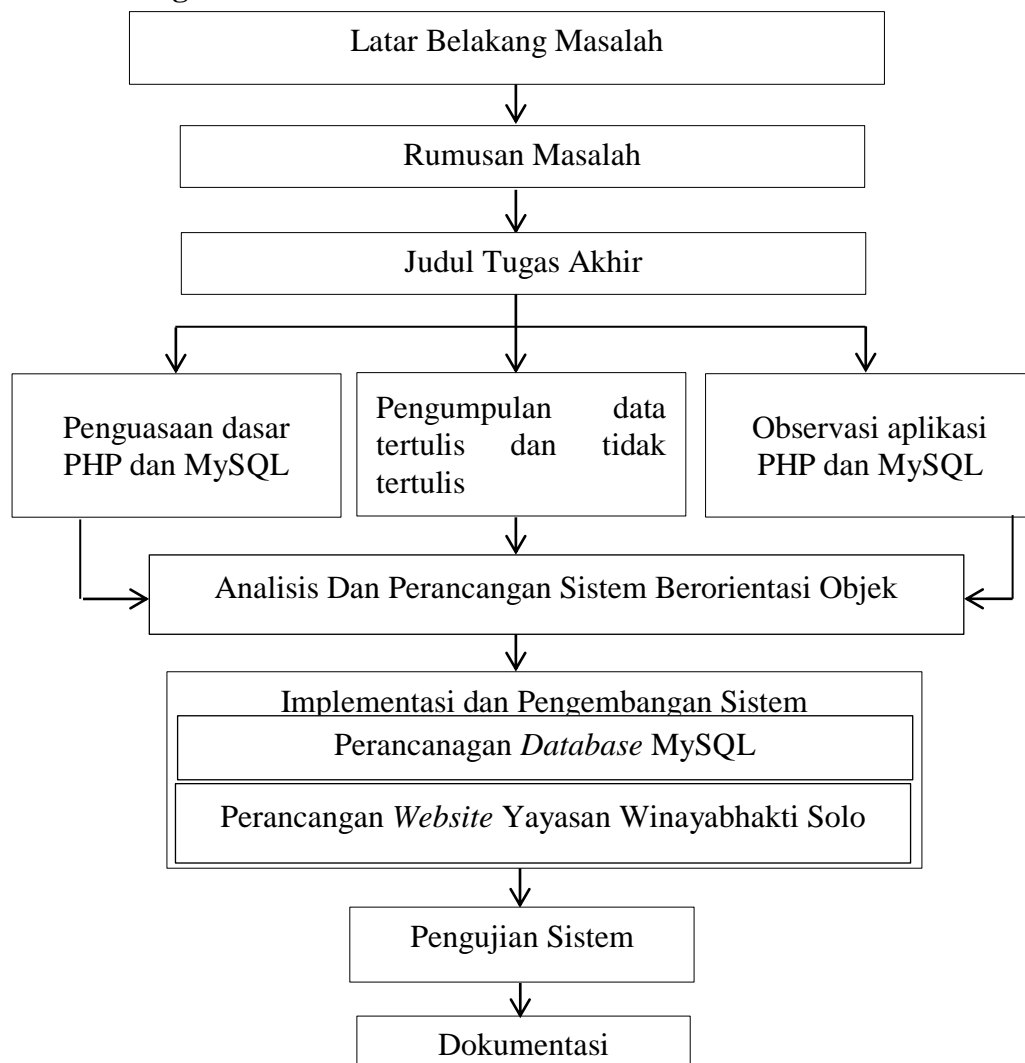 Latar Belakang Masalah
Rumusan Masalah
Judul Tugas Akhir
Penguasaan dasar
PHP dan MySQL
Pengumpulan data
tertulis dan tidak
tertulis
Observasi aplikasi
PHP dan MySQL
Analisis Dan Perancangan Sistem Berorientasi Objek
Implementasi dan Pengembangan Sistem
Perancanagan Database MySQL
Perancangan Website Yayasan Winayabhakti Solo
Pengujian Sistem
Dokumentasi